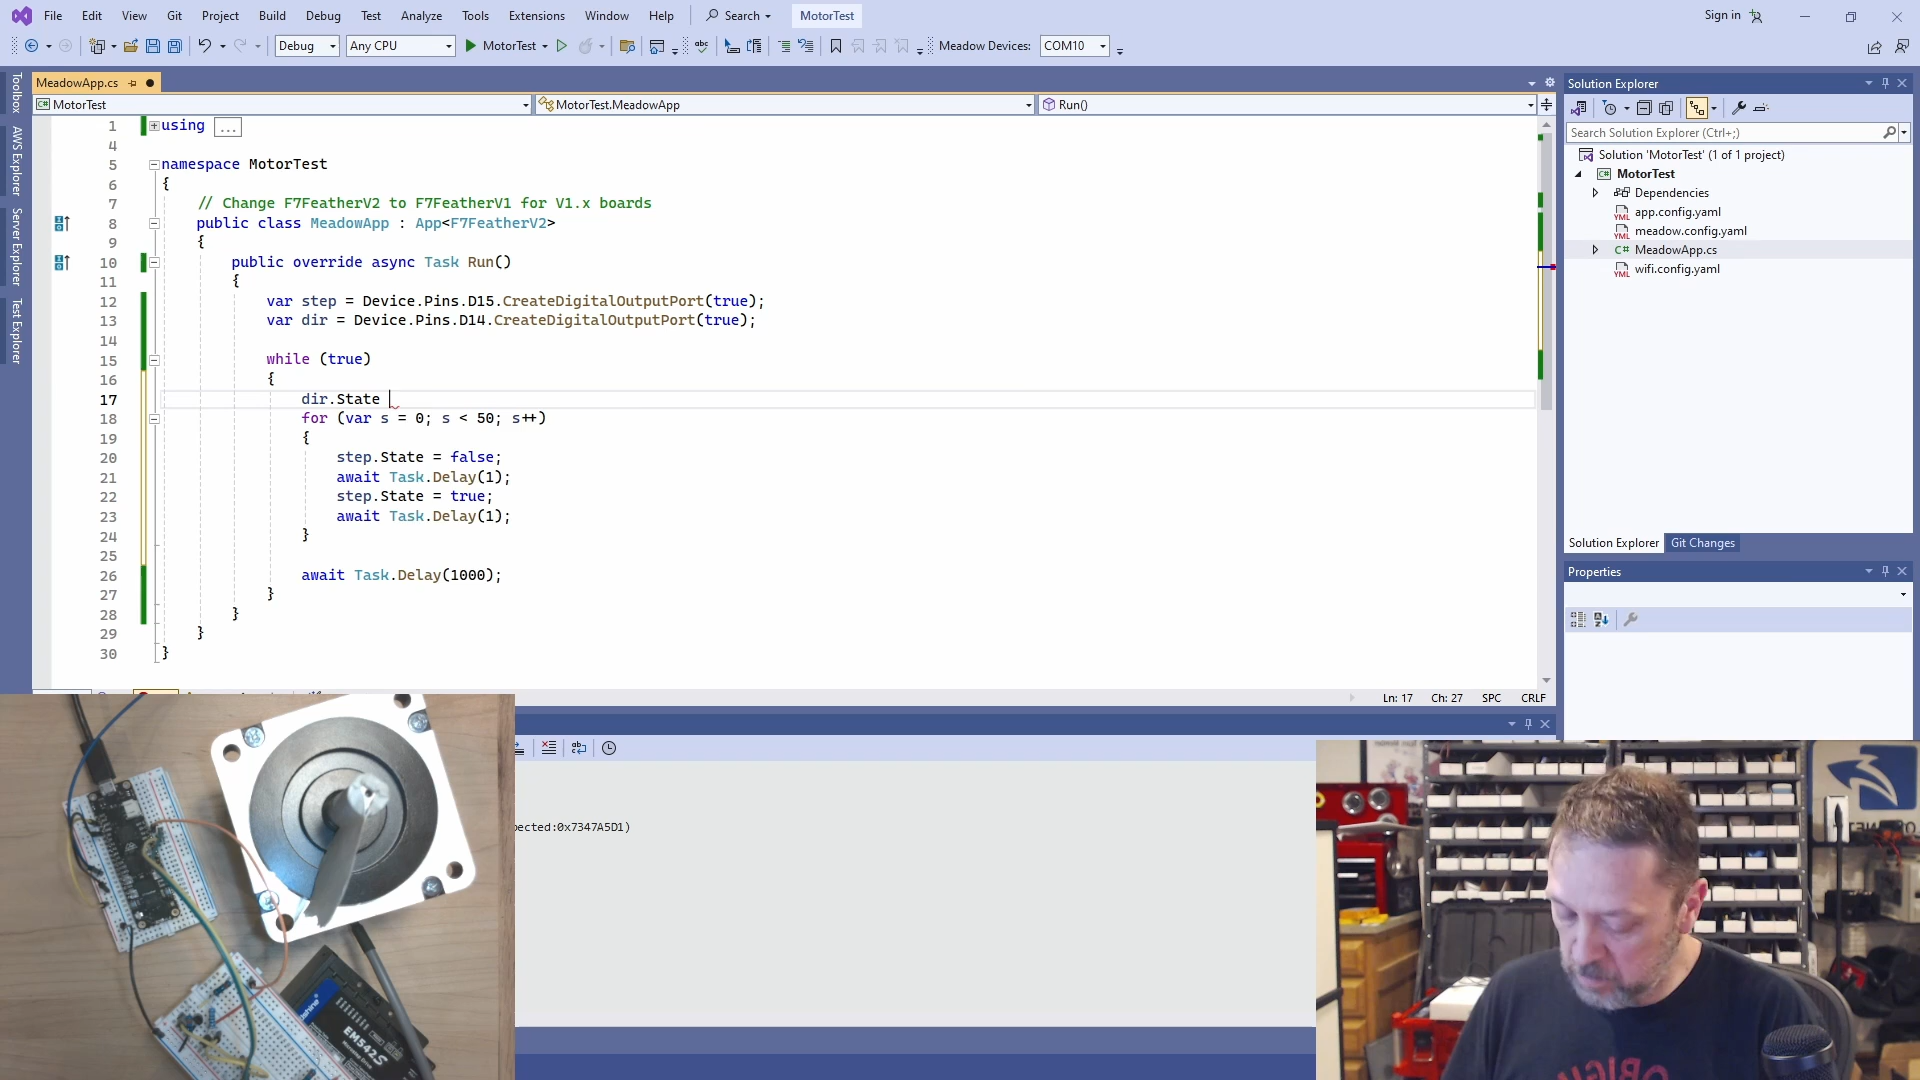 File Edit View Git Project Build Debug Test Analyze Tools Extensions Window Help Search MotorTest Sign in
Debug Any CPU MotorTest Meadow Devices: COM10
MeadowApp.cs
MotorTest MotorTest.MeadowApp Run()
Toolbox
AWS Explorer
Server Explorer
Test Explorer
1 using ...
4
5 namespace MotorTest
6 {
7 // Change F7FeatherV2 to F7FeatherV1 for V1.x boards
8 public class MeadowApp : App<F7FeatherV2>
9 {
10 public override async Task Run()
11 {
12 var step = Device.Pins.D15.CreateDigitalOutputPort(true);
13 var dir = Device.Pins.D14.CreateDigitalOutputPort(true);
14
15 while (true)
16 {
17 dir.State
18 for (var s = 0; s < 50; s++)
19 {
20 step.State = false;
21 await Task.Delay(1);
22 step.State = true;
23 await Task.Delay(1);
24 }
25
26 await Task.Delay(1000);
27 }
28 }
29 }
30 }
Ln: 17 Ch: 27 SPC CRLF
Solution Explorer
Search Solution Explorer (Ctrl+;)
Solution 'MotorTest' (1 of 1 project)
MotorTest
Dependencies
app.config.yaml
meadow.config.yaml
MeadowApp.cs
wifi.config.yaml
Solution Explorer Git Changes
Properties
pected:0x7347A5D1)
EM542S